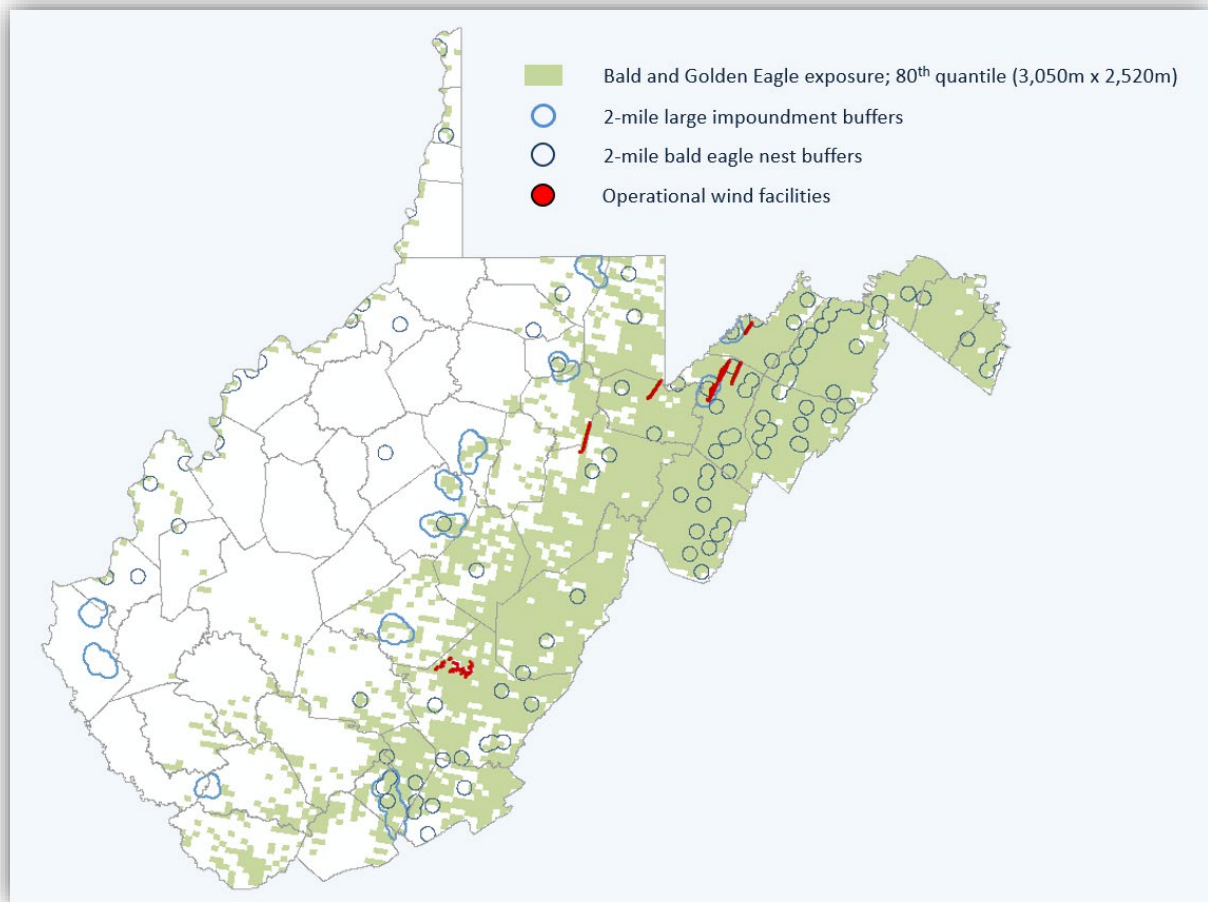 Bald and Golden Eagle exposure; 80th quantile (3,050m x 2,520m)
2-mile large impoundment buffers
2-mile bald eagle nest buffers
Operational wind facilities